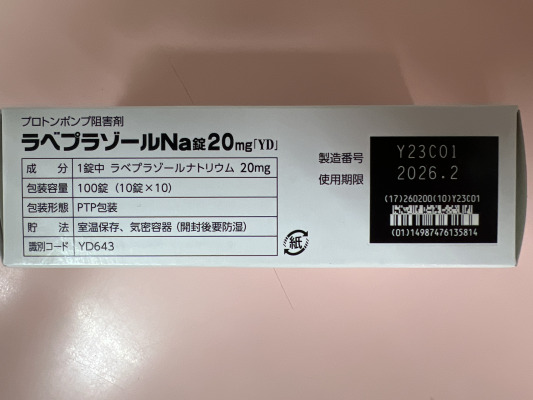 プロトンポンプ阻害剤
ラベプラゾールNa錠20mg「YD」
成分 1錠中 ラベプラゾールナトリウム 20mg
包装容量 100錠（10錠×10）
包装形態 PTP包装
貯法 室温保存、気密容器（開封後要防湿）
識別コード YD643
紙
製造番号 Y23C01
使用期限 2026.2
(17)260200(10)Y23C01
(01)14987476135814